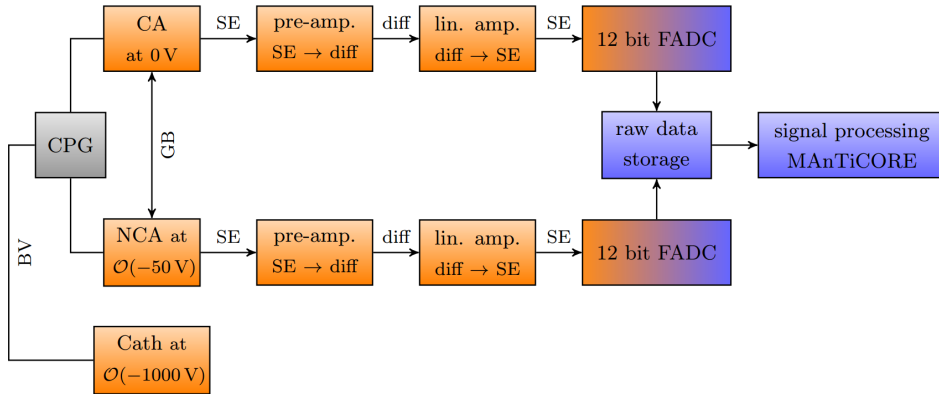 CA
at 0 V
SE
pre-amp.
SE → diff
diff
lin. amp.
diff → SE
SE
12 bit FADC
CPG
GB
raw data
storage
signal processing
MAnTiCORE
BV
NCA at
𝒪(−50 V)
SE
pre-amp.
SE → diff
diff
lin. amp.
diff → SE
SE
12 bit FADC
Cath at
𝒪(−1000 V)